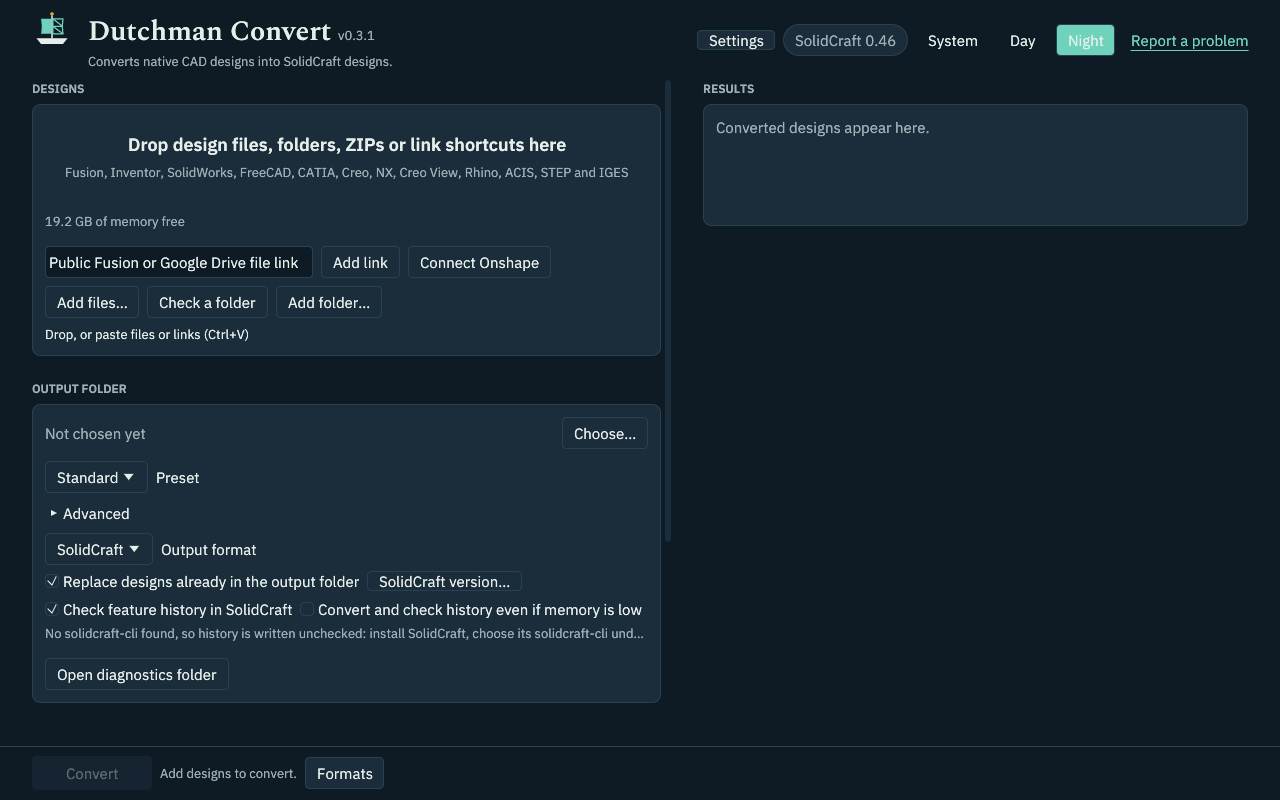 Dutchman Convert v0.3.1
Converts native CAD designs into SolidCraft designs.
Settings
SolidCraft 0.46
System
Day
Night
Report a problem
DESIGNS
Drop design files, folders, ZIPs or link shortcuts here
Fusion, Inventor, SolidWorks, FreeCAD, CATIA, Creo, NX, Creo View, Rhino, ACIS, STEP and IGES
19.2 GB of memory free
Public Fusion or Google Drive file link
Add link
Connect Onshape
Add files...
Check a folder
Add folder...
Drop, or paste files or links (Ctrl+V)
OUTPUT FOLDER
Not chosen yet
Choose...
Standard
Preset
Advanced
SolidCraft
Output format
Replace designs already in the output folder
SolidCraft version...
Check feature history in SolidCraft
Convert and check history even if memory is low
No solidcraft-cli found, so history is written unchecked: install SolidCraft, choose its solidcraft-cli und...
Open diagnostics folder
RESULTS
Converted designs appear here.
Convert
Add designs to convert.
Formats